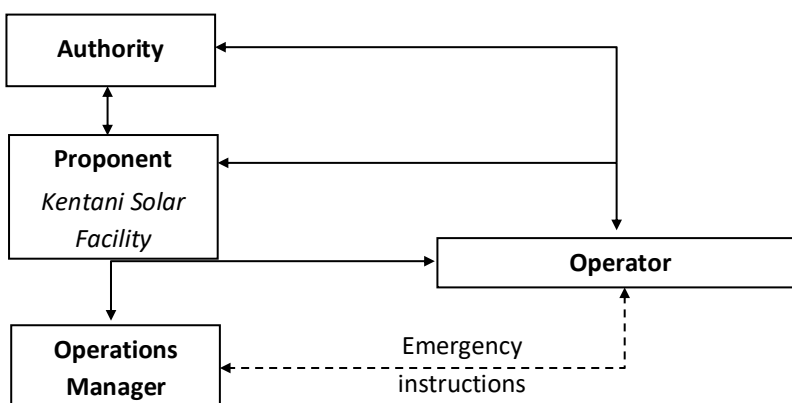 Authority
Proponent
Kentani Solar
Facility
Operator
Operations
Manager
Emergency
instructions